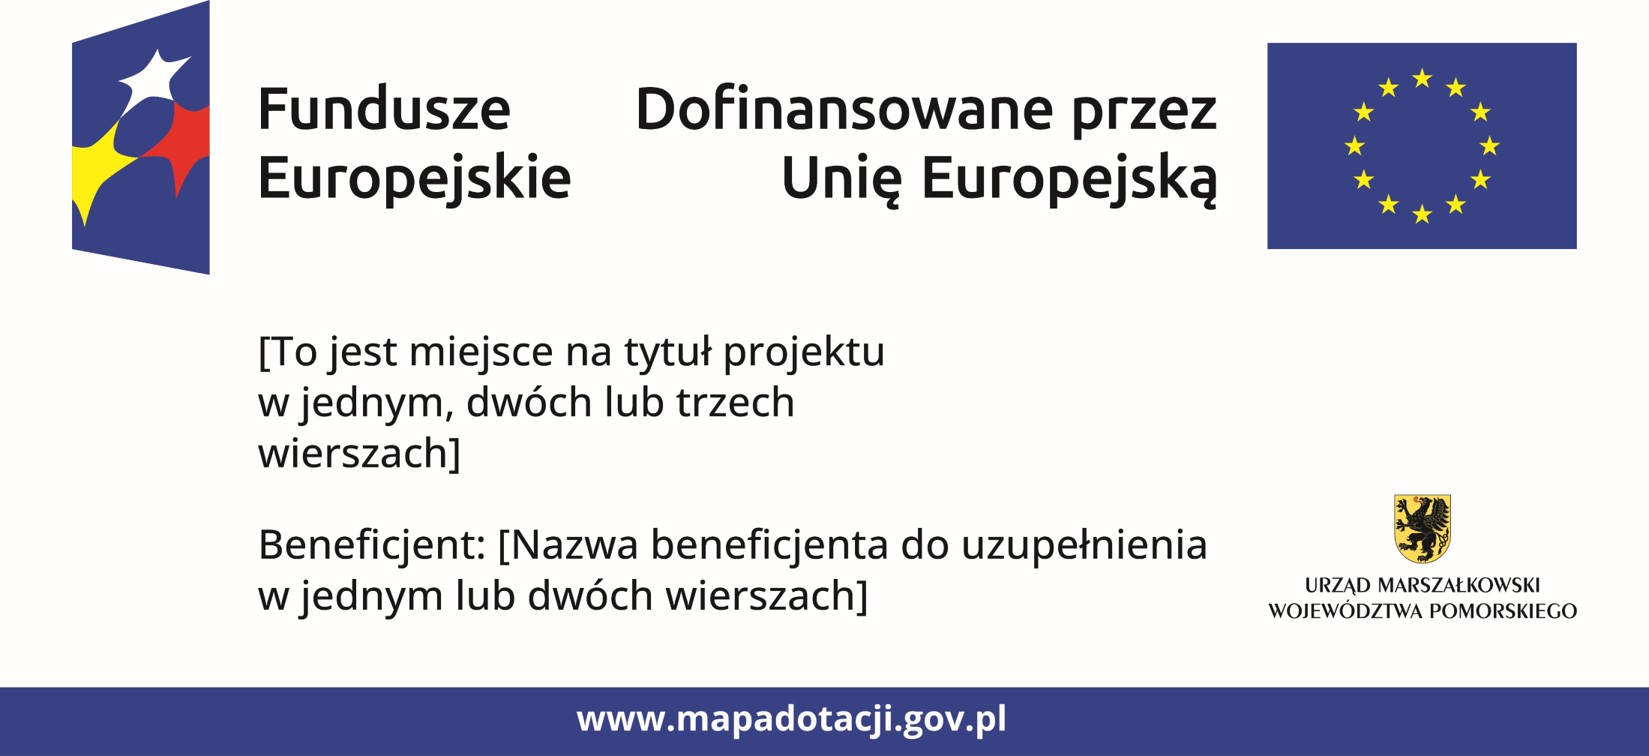 Fundusze
Europejskie
Dofinansowane przez
Unię Europejską
[To jest miejsce na tytuł projektu
w jednym, dwóch lub trzech
wierszach]
Beneficjent: [Nazwa beneficjenta do uzupełnienia
w jednym lub dwóch wierszach]
URZĄD MARSZAŁKOWSKI
WOJEWÓDZTWA POMORSKIEGO
www.mapadotacji.gov.pl